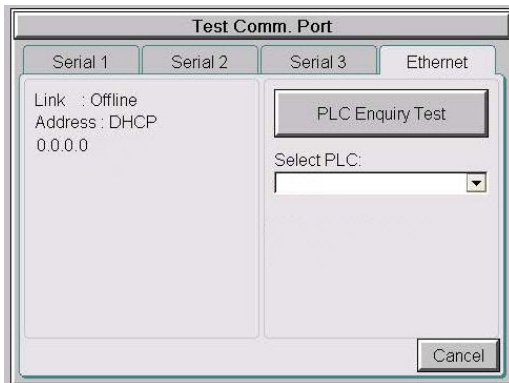 Test Comm. Port
Serial 1
Serial 2
Serial 3
Ethernet
Link : Offline
Address : DHCP
0.0.0.0
PLC Enquiry Test
Select PLC:
Cancel